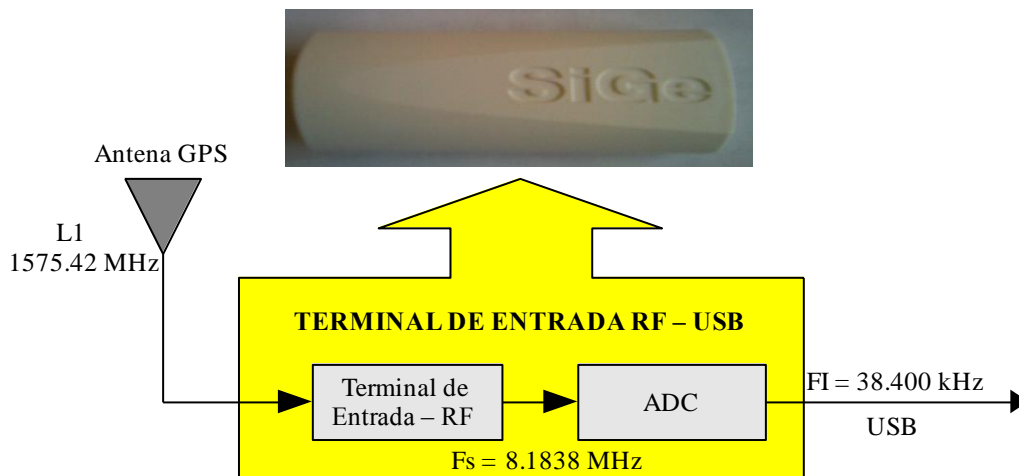 SiGe
Antena GPS
L1
1575.42 MHz
TERMINAL DE ENTRADA RF – USB
Terminal de
Entrada – RF
ADC
FI = 38.400 kHz
USB
Fs = 8.1838 MHz